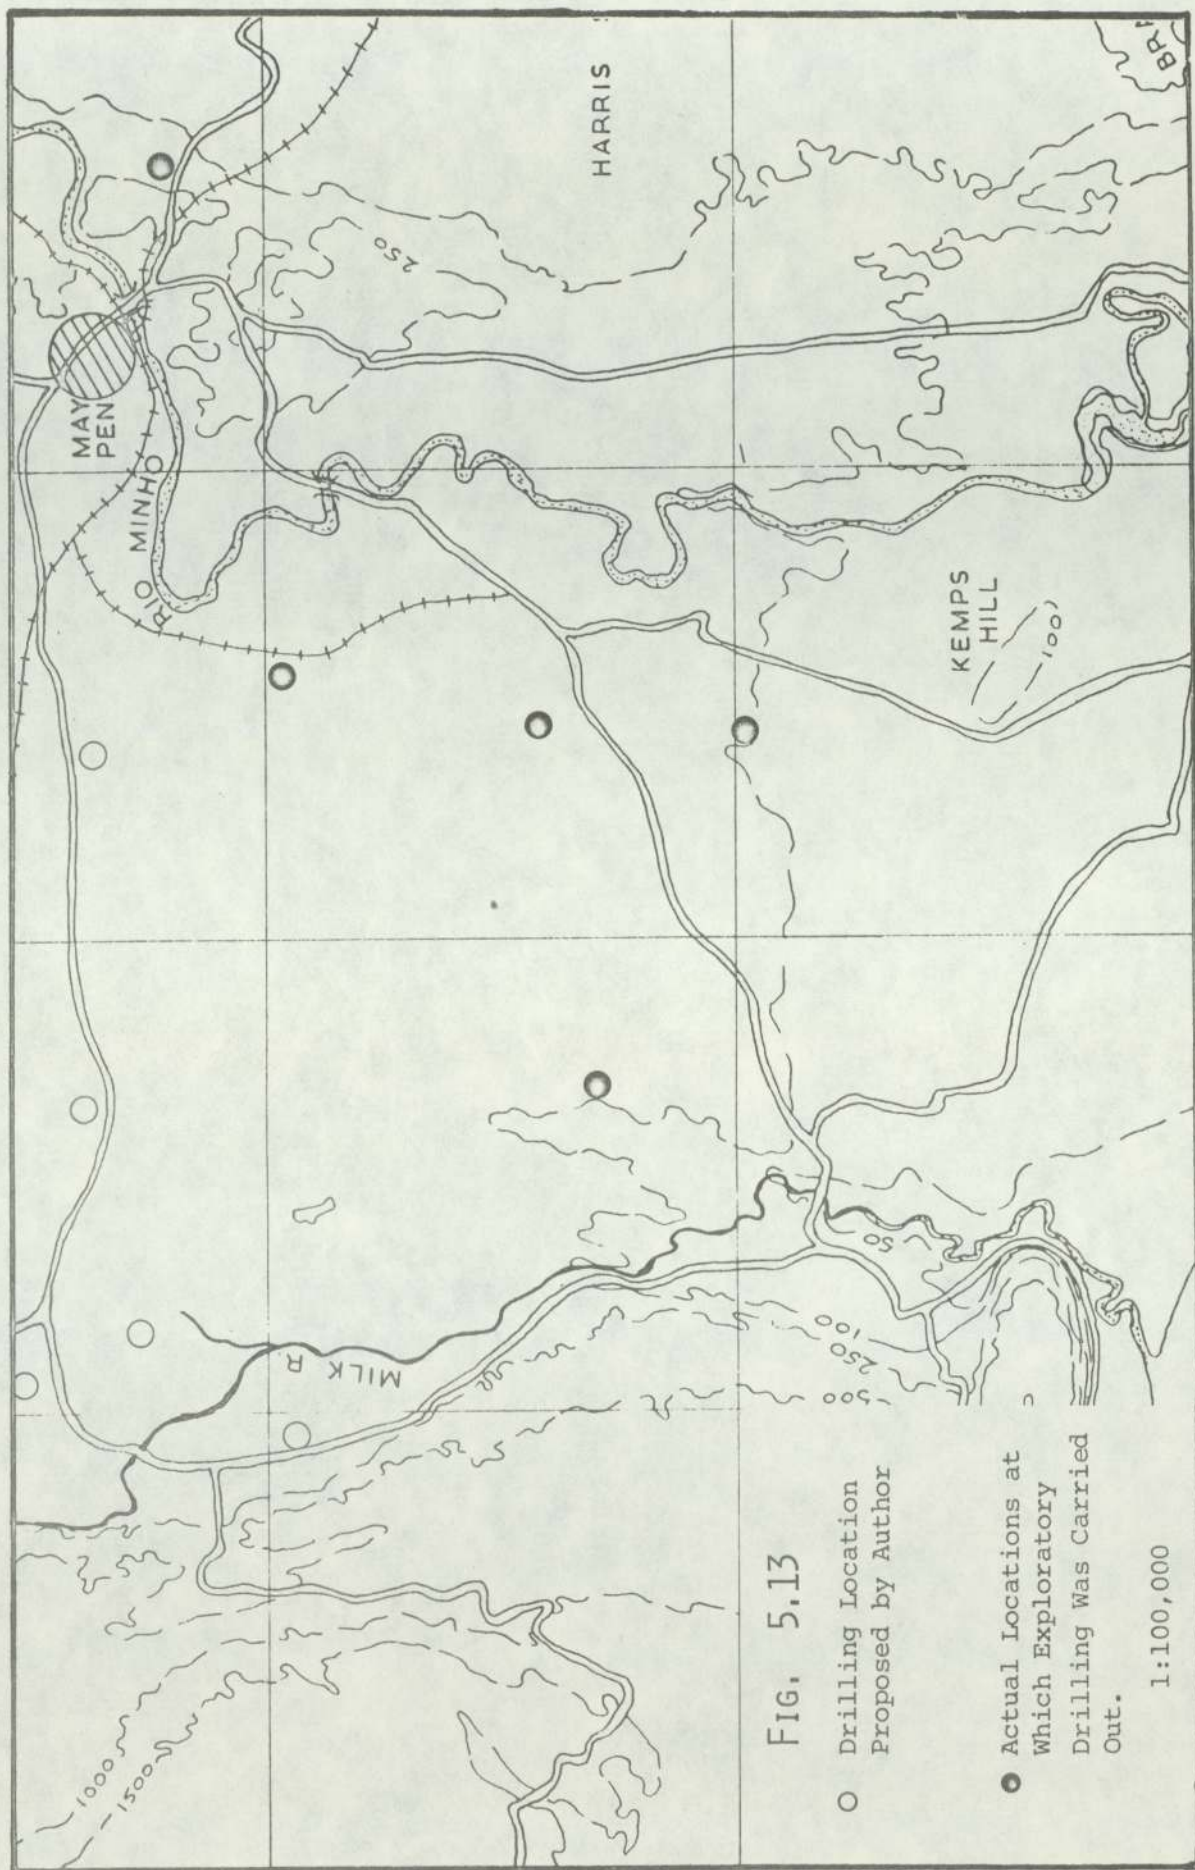 MAY
PEN
RIO MINHO
HARRIS
250
KEMPS
HILL
100
MILK R.
50
100
250
500
1000
1500
FIG. 5.13
Drilling Location
Proposed by Author
Actual Locations at
Which Exploratory
Drilling Was Carried
Out.
1:100,000